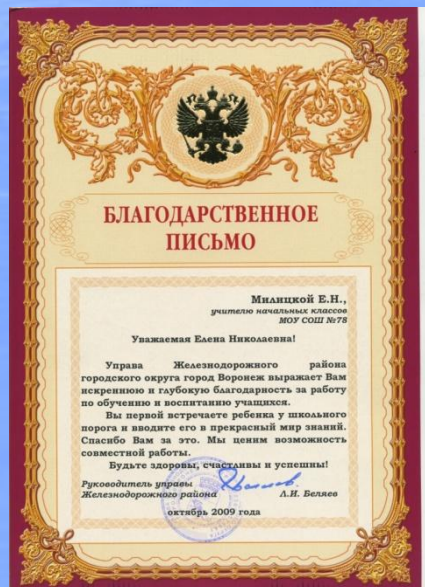 БЛАГОДАРСТВЕННОЕ
ПИСЬМО
Милицкой Е.Н.,
учителю начальных классов
МОУ СОШ №78
Уважаемая Елена Николаевна!
Управа Железнодорожного района
городского округа город Воронеж выражает Вам
искреннюю и глубокую благодарность за работу
по обучению и воспитанию учащихся.
Вы первой встречаете ребенка у школьного
порога и вводите его в прекрасный мир знаний.
Спасибо Вам за это. Мы ценим возможность
совместной работы.
Будьте здоровы, счастливы и успешны!
Руководитель управы
Железнодорожного района Л.И. Беляев
октябрь 2009 года